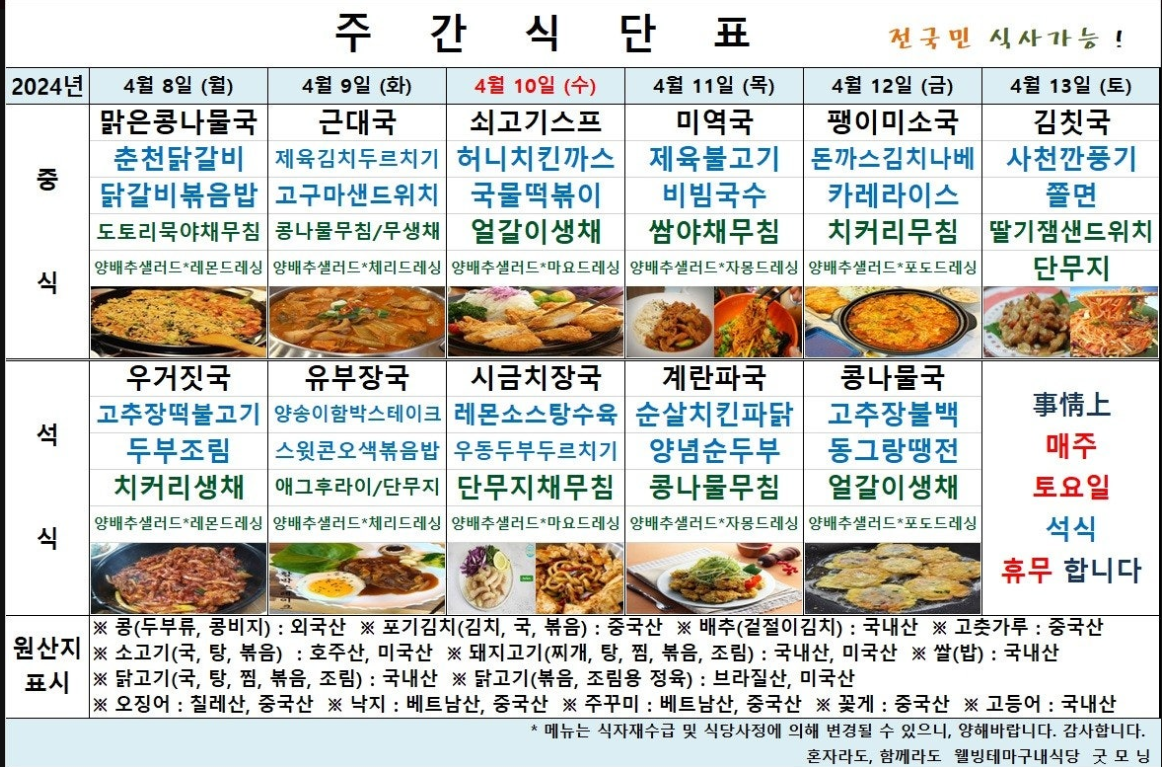 주 간 식 단 표
전국민 식사가능 !
2024년 4월 8일 (월) 4월 9일 (화) 4월 10일 (수) 4월 11일 (목) 4월 12일 (금) 4월 13일 (토)
중식
맑은콩나물국 근대국 쇠고기스프 미역국 팽이미소국 김칫국
춘천닭갈비 제육김치두르치기 허니치킨까스 제육불고기 돈까스김치나베 사천깐풍기
닭갈비볶음밥 고구마샌드위치 국물떡볶이 비빔국수 카레라이스 쫄면
도토리묵야채무침 콩나물무침/무생채 얼갈이생채 쌈야채무침 치커리무침 딸기잼샌드위치
양배추샐러드*레몬드레싱 양배추샐러드*체리드레싱 양배추샐러드*마요드레싱 양배추샐러드*자몽드레싱 양배추샐러드*포도드레싱 단무지
석식
우거짓국 유부장국 시금치장국 계란파국 콩나물국
고추장떡불고기 양송이함박스테이크 레몬소스탕수육 순살치킨파닭 고추장불백
두부조림 스윗콘오색볶음밥 우동두부두르치기 양념순두부 동그랑땡전
치커리생채 애그후라이/단무지 단무지채무침 콩나물무침 얼갈이생채
양배추샐러드*레몬드레싱 양배추샐러드*체리드레싱 양배추샐러드*마요드레싱 양배추샐러드*자몽드레싱 양배추샐러드*포도드레싱
事情上
매주
토요일
석식
휴무 합니다
원산지
표시
※ 콩(두부류, 콩비지) : 외국산 ※ 포기김치(김치, 국, 볶음) : 중국산 ※ 배추(겉절이김치) : 국내산 ※ 고춧가루 : 중국산
※ 소고기(국, 탕, 볶음) : 호주산, 미국산 ※ 돼지고기(찌개, 탕, 찜, 볶음, 조림) : 국내산, 미국산 ※ 쌀(밥) : 국내산
※ 닭고기(국, 탕, 찜, 볶음, 조림) : 국내산 ※ 닭고기(볶음, 조림용 정육) : 브라질산, 미국산
※ 오징어 : 칠레산, 중국산 ※ 낙지 : 베트남산, 중국산 ※ 주꾸미 : 베트남산, 중국산 ※ 꽃게 : 중국산 ※ 고등어 : 국내산
* 메뉴는 식자재수급 및 식당사정에 의해 변경될 수 있으니, 양해바랍니다. 감사합니다.
혼자라도, 함께라도 웰빙테마구내식당 굿 모 닝